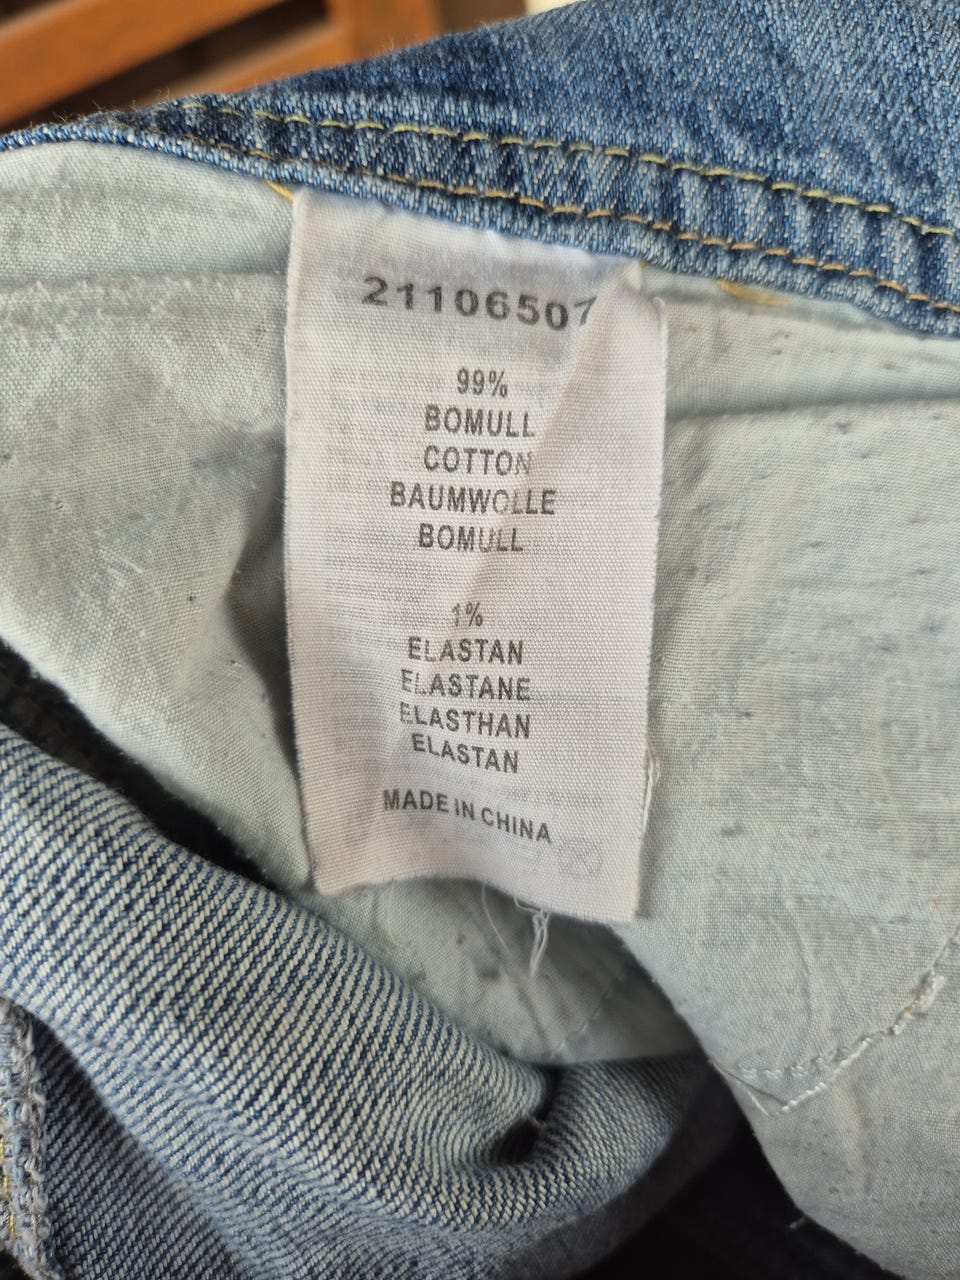 21106507
99%
BOMULL
COTTON
BAUMWOLLE
BOMULL
1%
ELASTAN
ELASTANE
ELASTHAN
ELASTAN
MADE IN CHINA